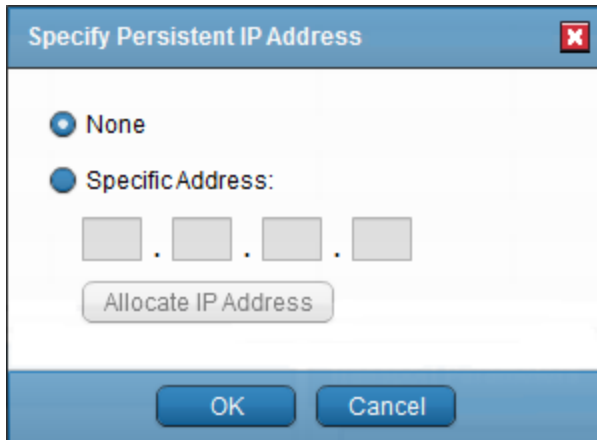 Specify Persistent IP Address
None
Specific Address:
. . .
Allocate IP Address
OK Cancel